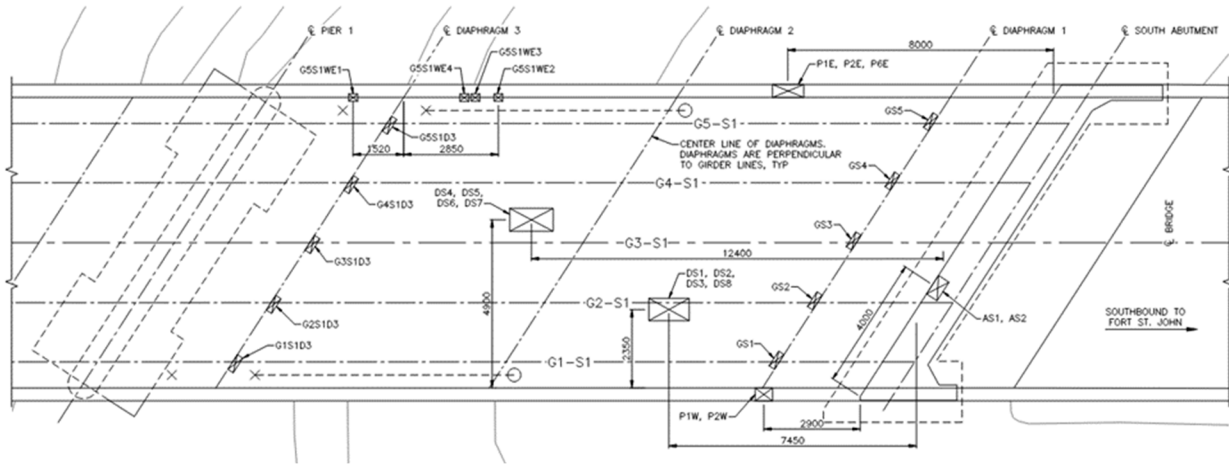 ℄ PIER 1
℄ DIAPHRAGM 3
℄ DIAPHRAGM 2
℄ DIAPHRAGM 1
℄ SOUTH ABUTMENT
8000
G5S1WE3
G5S1WE4
G5S1WE1
G5S1WE2
P1E, P2E, P6E
G5-S1
GS5
G5S1D3
1520
2850
CENTER LINE OF DIAPHRAGMS.
DIAPHRAGMS ARE PERPENDICULAR
TO GIRDER LINES, TYP
GS4
G4-S1
G4S1D3
DS4, DS5,
DS6, DS7
GS3
G3-S1
G3S1D3
12400
℄ BRIDGE
DS1, DS2,
DS3, DS8
GS2
G2-S1
G2S1D3
4900
4000
AS1, AS2
SOUTHBOUND TO
FORT ST. JOHN
2350
G1S1D3
G1-S1
GS1
P1W, P2W
2900
7450